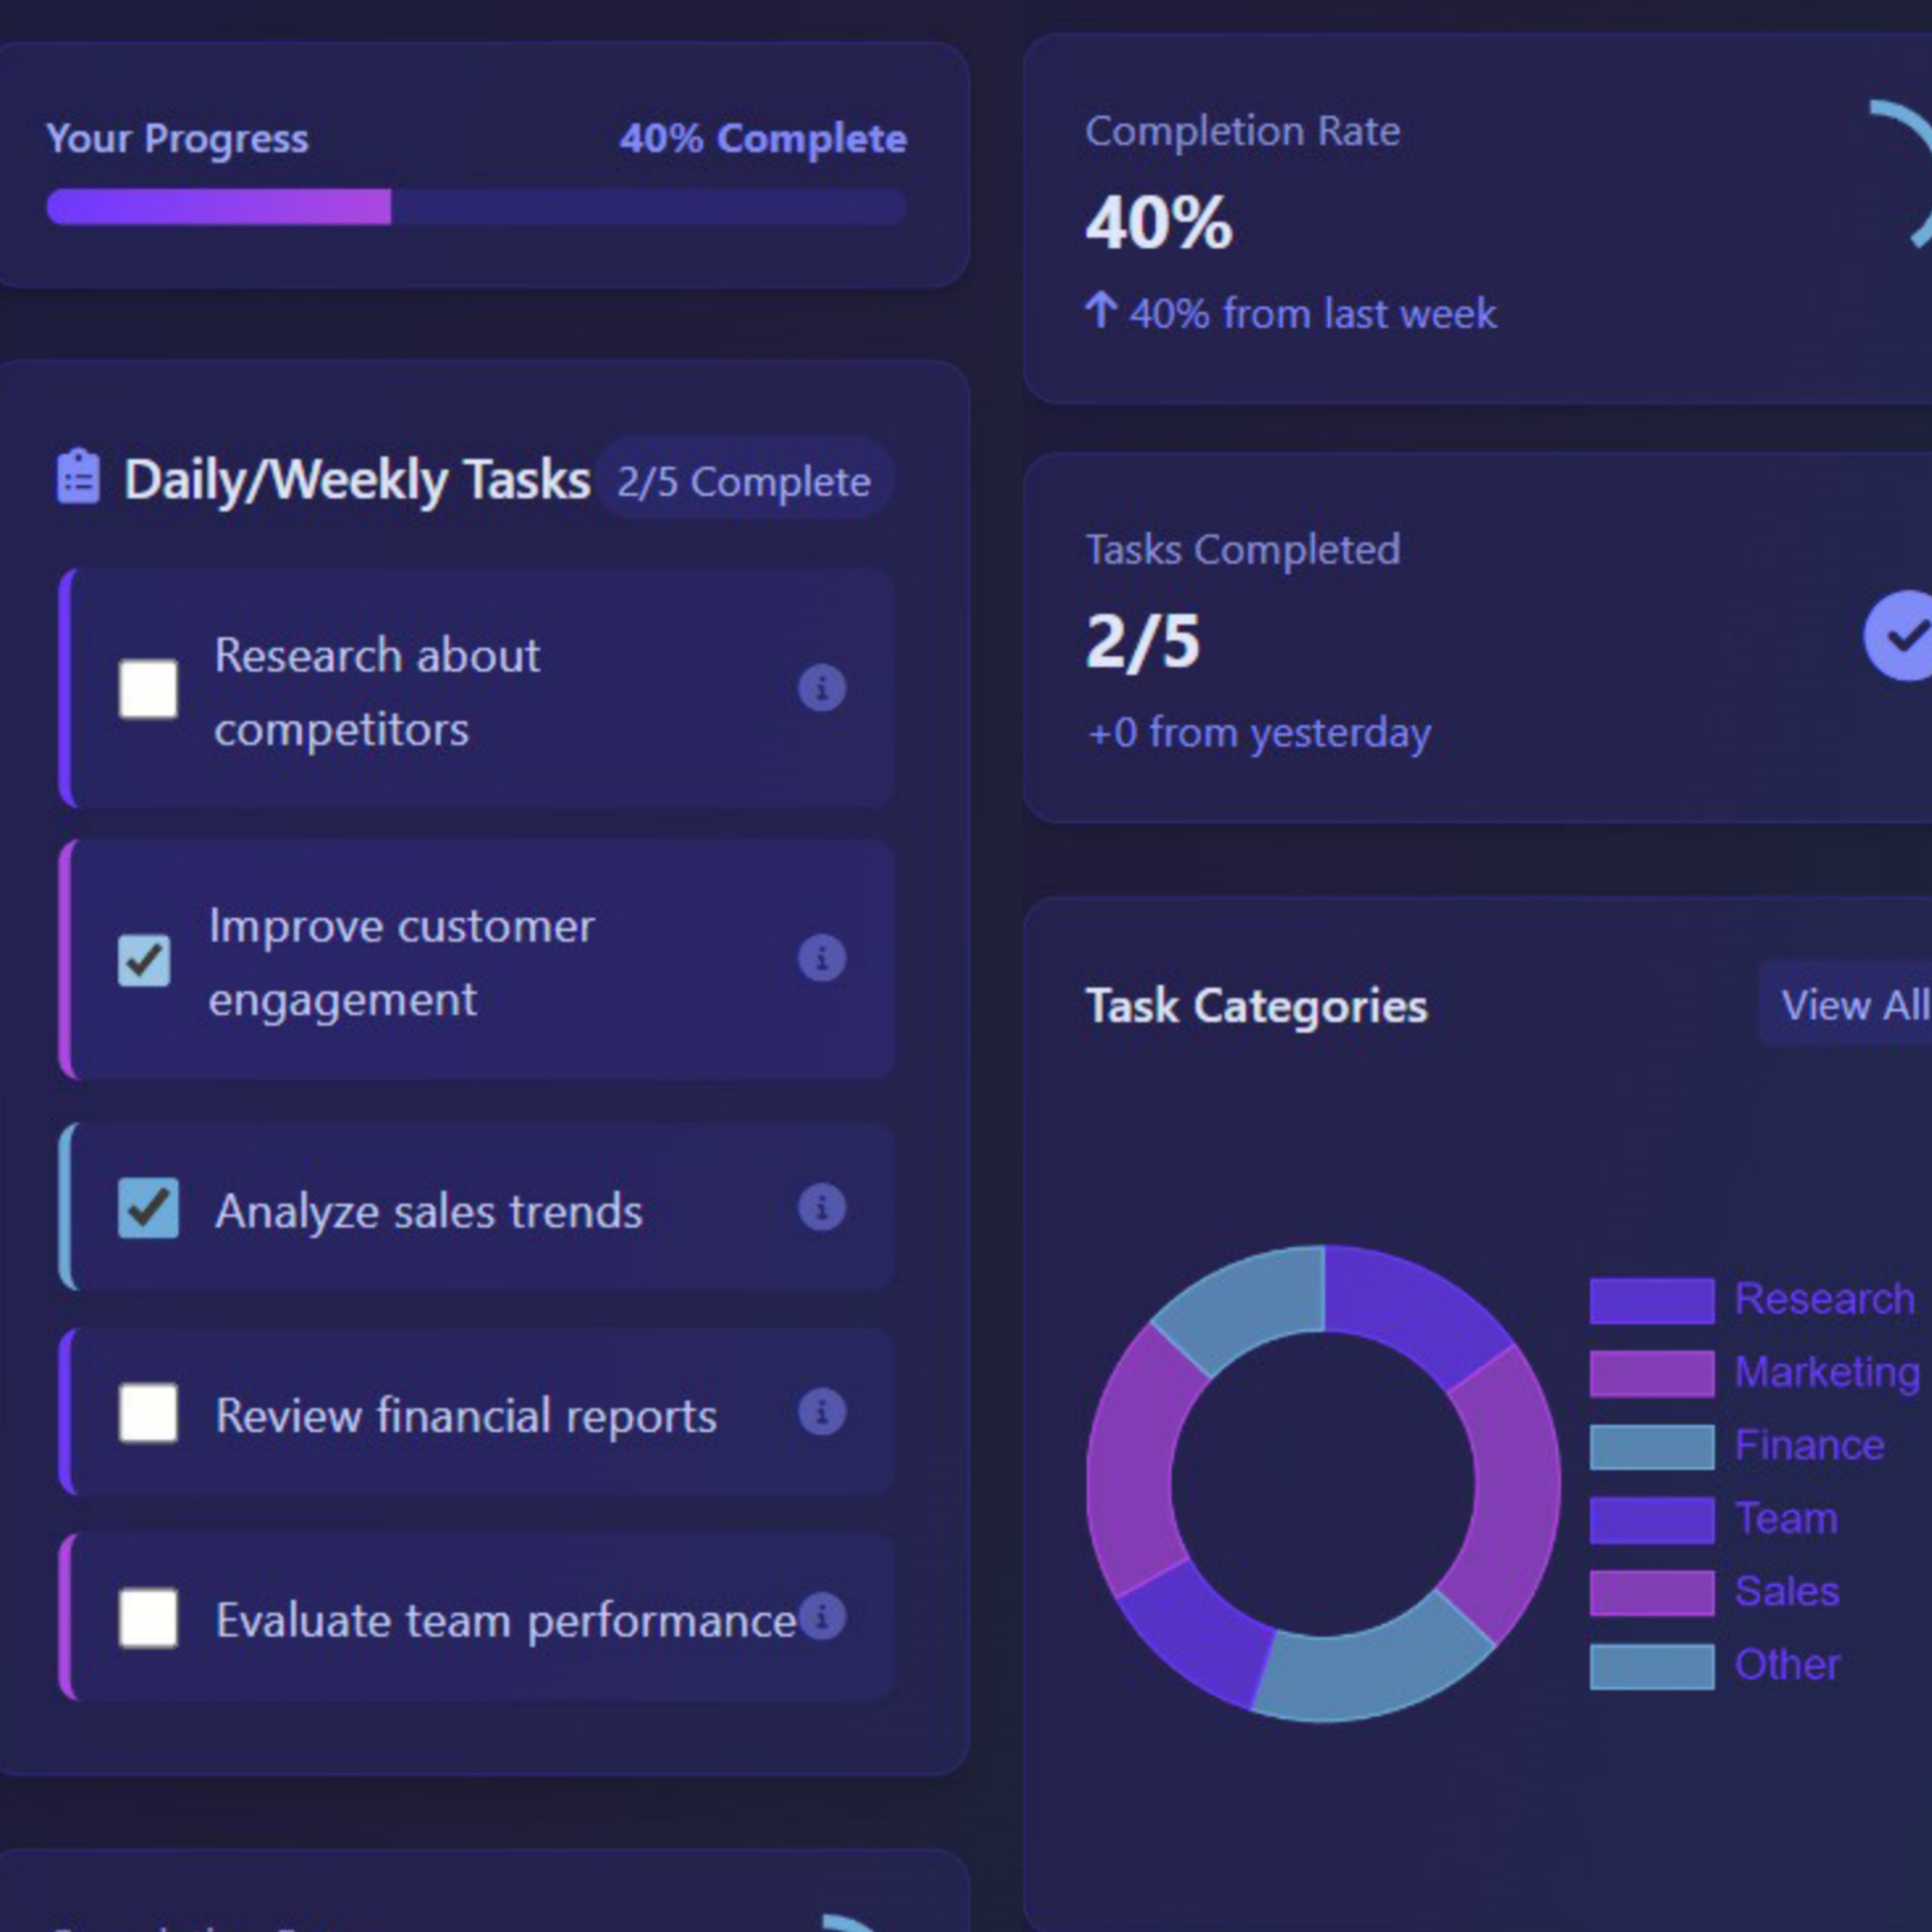 Your Progress
40% Complete
Daily/Weekly Tasks
2/5 Complete
Research about
competitors
Improve customer
engagement
Analyze sales trends
Review financial reports
Evaluate team performance
Completion Rate
40%
↑ 40% from last week
Tasks Completed
2/5
+0 from yesterday
Task Categories
View All
Research
Marketing
Finance
Team
Sales
Other